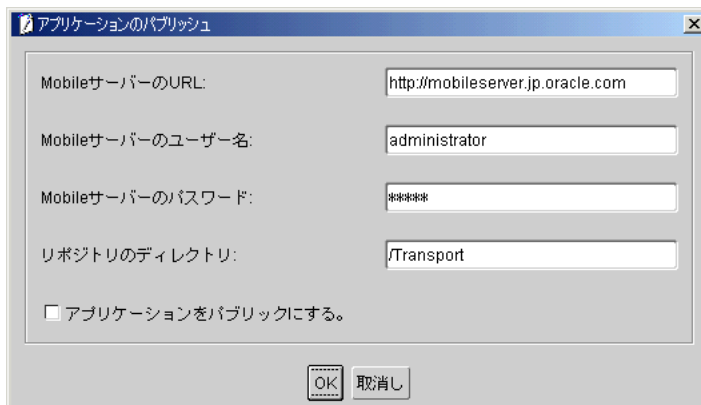 アプリケーションのパブリッシュ
MobileサーバーのURL: http://mobileserver.jp.oracle.com
Mobileサーバーのユーザー名: administrator
Mobileサーバーのパスワード: *****
リポジトリのディレクトリ: /Transport
アプリケーションをパブリックにする。
OK 取消し